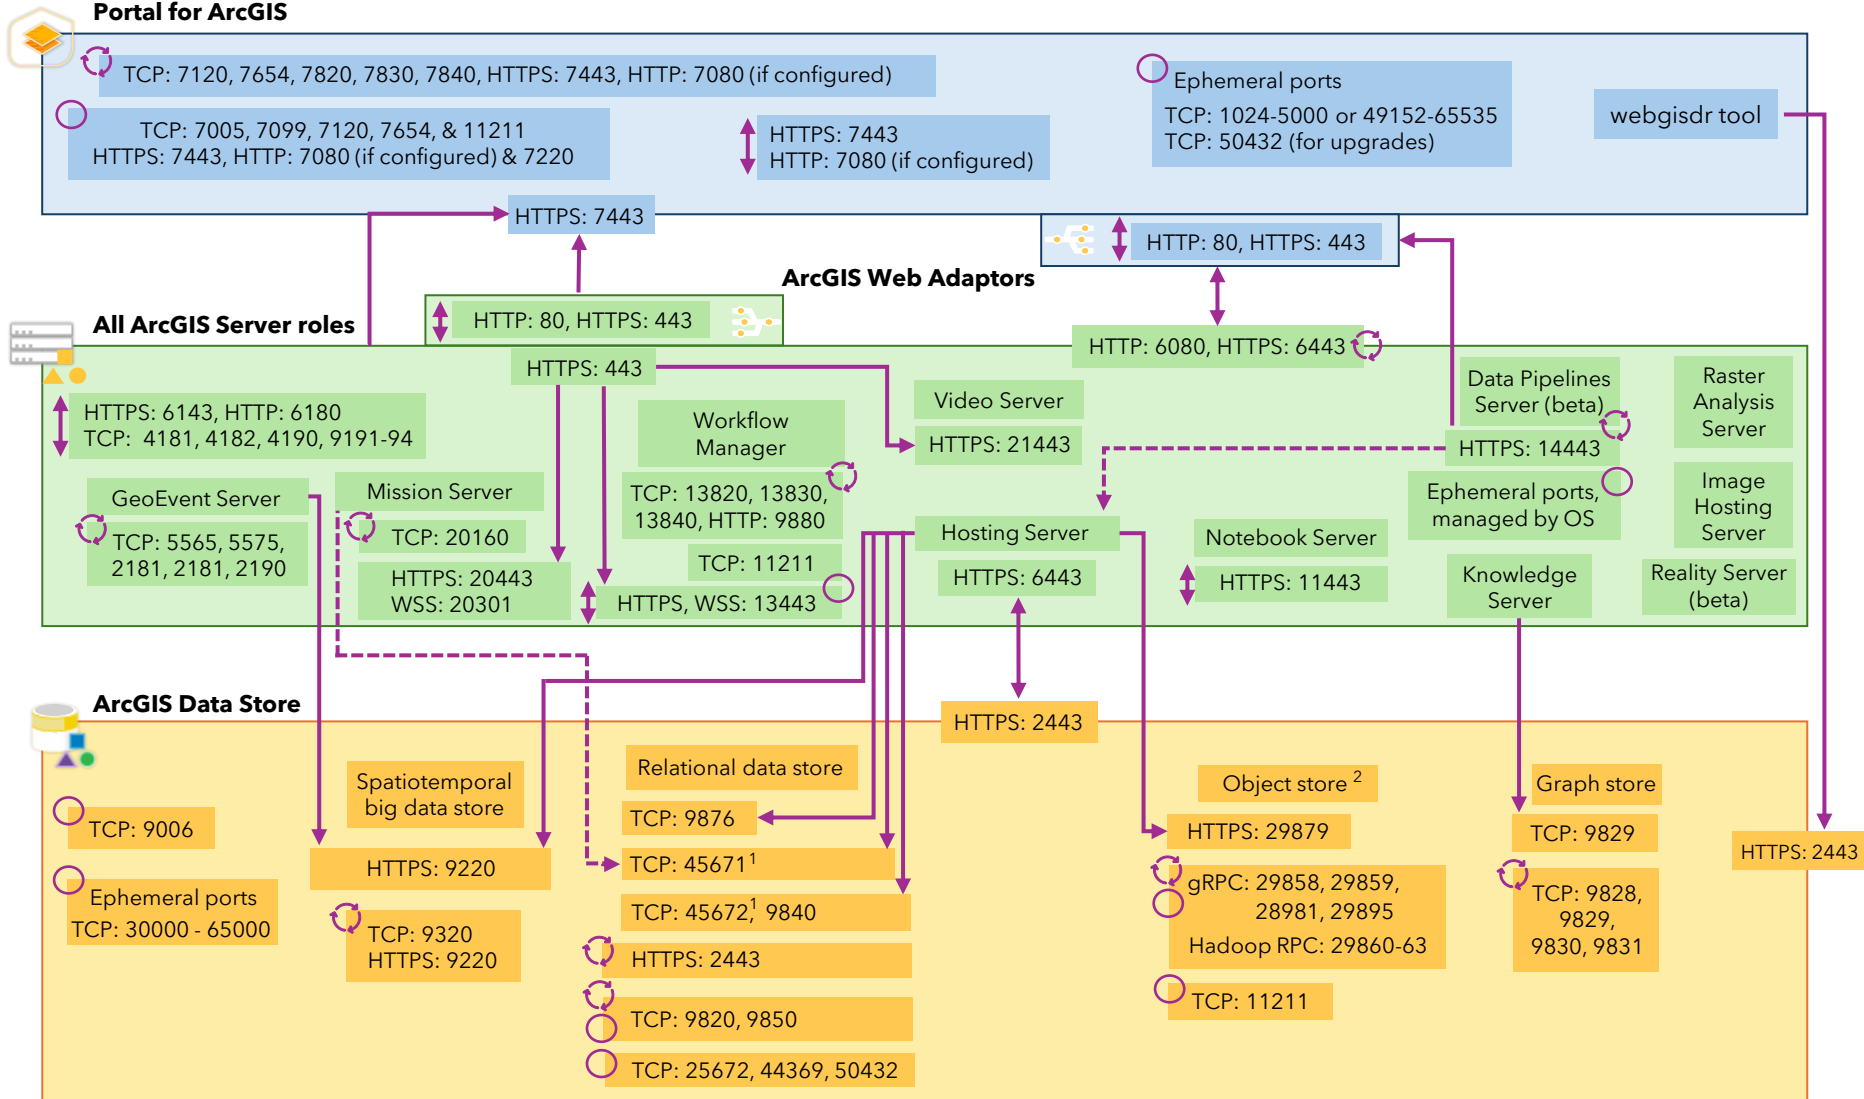 Portal for ArcGIS
TCP: 7120, 7654, 7820, 7830, 7840, HTTPS: 7443, HTTP: 7080 (if configured)
TCP: 7005, 7099, 7120, 7654, & 11211
HTTPS: 7443, HTTP: 7080 (if configured) & 7220
HTTPS: 7443
HTTP: 7080 (if configured)
Ephemeral ports
TCP: 1024-5000 or 49152-65535
TCP: 50432 (for upgrades)
webgisdr tool
HTTPS: 7443
HTTP: 80, HTTPS: 443
ArcGIS Web Adaptors
HTTP: 80, HTTPS: 443
All ArcGIS Server roles
HTTP: 6080, HTTPS: 6443
HTTPS: 443
HTTPS: 6143, HTTP: 6180
TCP: 4181, 4182, 4190, 9191-94
Workflow
Manager
Video Server
HTTPS: 21443
Data Pipelines
Server (beta)
HTTPS: 14443
Raster
Analysis
Server
GeoEvent Server
TCP: 5565, 5575,
2181, 2181, 2190
Mission Server
TCP: 20160
HTTPS: 20443
WSS: 20301
TCP: 13820, 13830,
13840, HTTP: 9880
TCP: 11211
HTTPS, WSS: 13443
Hosting Server
HTTPS: 6443
Notebook Server
HTTPS: 11443
Ephemeral ports,
managed by OS
Image
Hosting
Server
Knowledge
Server
Reality Server
(beta)
ArcGIS Data Store
HTTPS: 2443
TCP: 9006
Ephemeral ports
TCP: 30000 - 65000
Spatiotemporal
big data store
HTTPS: 9220
TCP: 9320
HTTPS: 9220
Relational data store
TCP: 9876
TCP: 45671¹
TCP: 45672,¹ 9840
HTTPS: 2443
TCP: 9820, 9850
TCP: 25672, 44369, 50432
Object store ²
HTTPS: 29879
gRPC: 29858, 29859,
28981, 29895
Hadoop RPC: 29860-63
TCP: 11211
Graph store
TCP: 9829
TCP: 9828,
9829,
9830, 9831
HTTPS: 2443